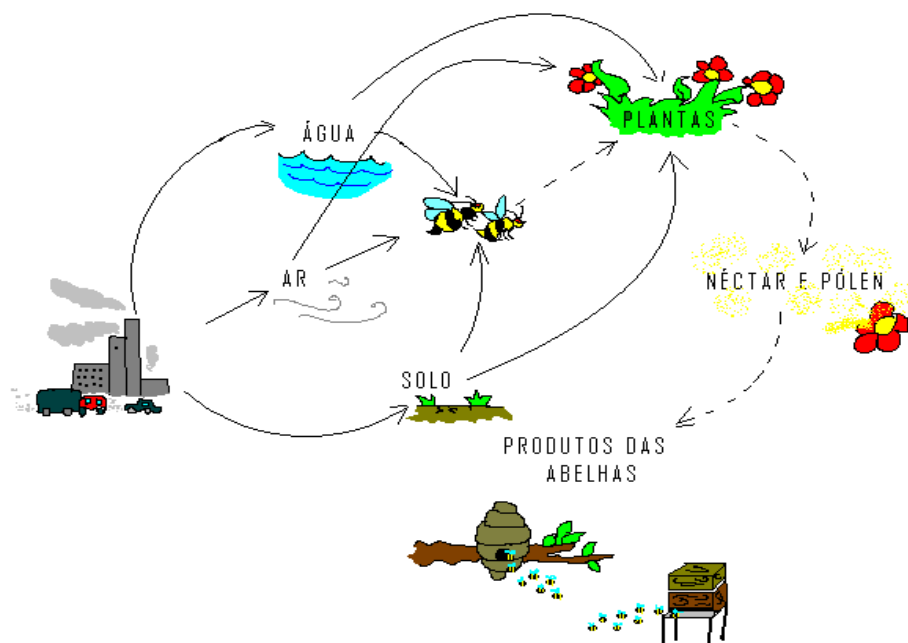 PLANTAS
ÁGUA
AR
NÉCTAR E PÓLEN
SOLO
PRODUTOS DAS
ABELHAS